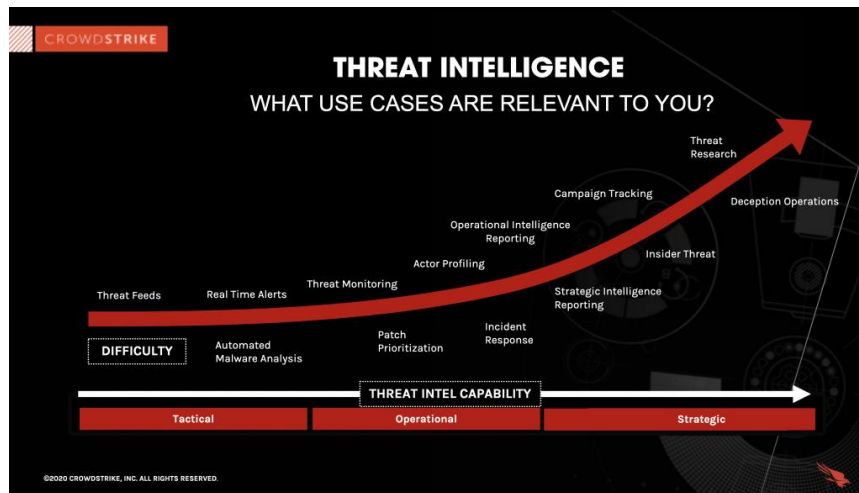 CROWDSTRIKE
THREAT INTELLIGENCE
WHAT USE CASES ARE RELEVANT TO YOU?
Threat
Research
Campaign Tracking
Deception Operations
Operational Intelligence
Reporting
Insider Threat
Actor Profiling
Threat Monitoring
Strategic Intelligence
Reporting
Threat Feeds
Real Time Alerts
Incident
Response
Patch
Prioritization
Automated
Malware Analysis
DIFFICULTY
THREAT INTEL CAPABILITY
Tactical
Operational
Strategic
©2020 CROWDSTRIKE, INC. ALL RIGHTS RESERVED.